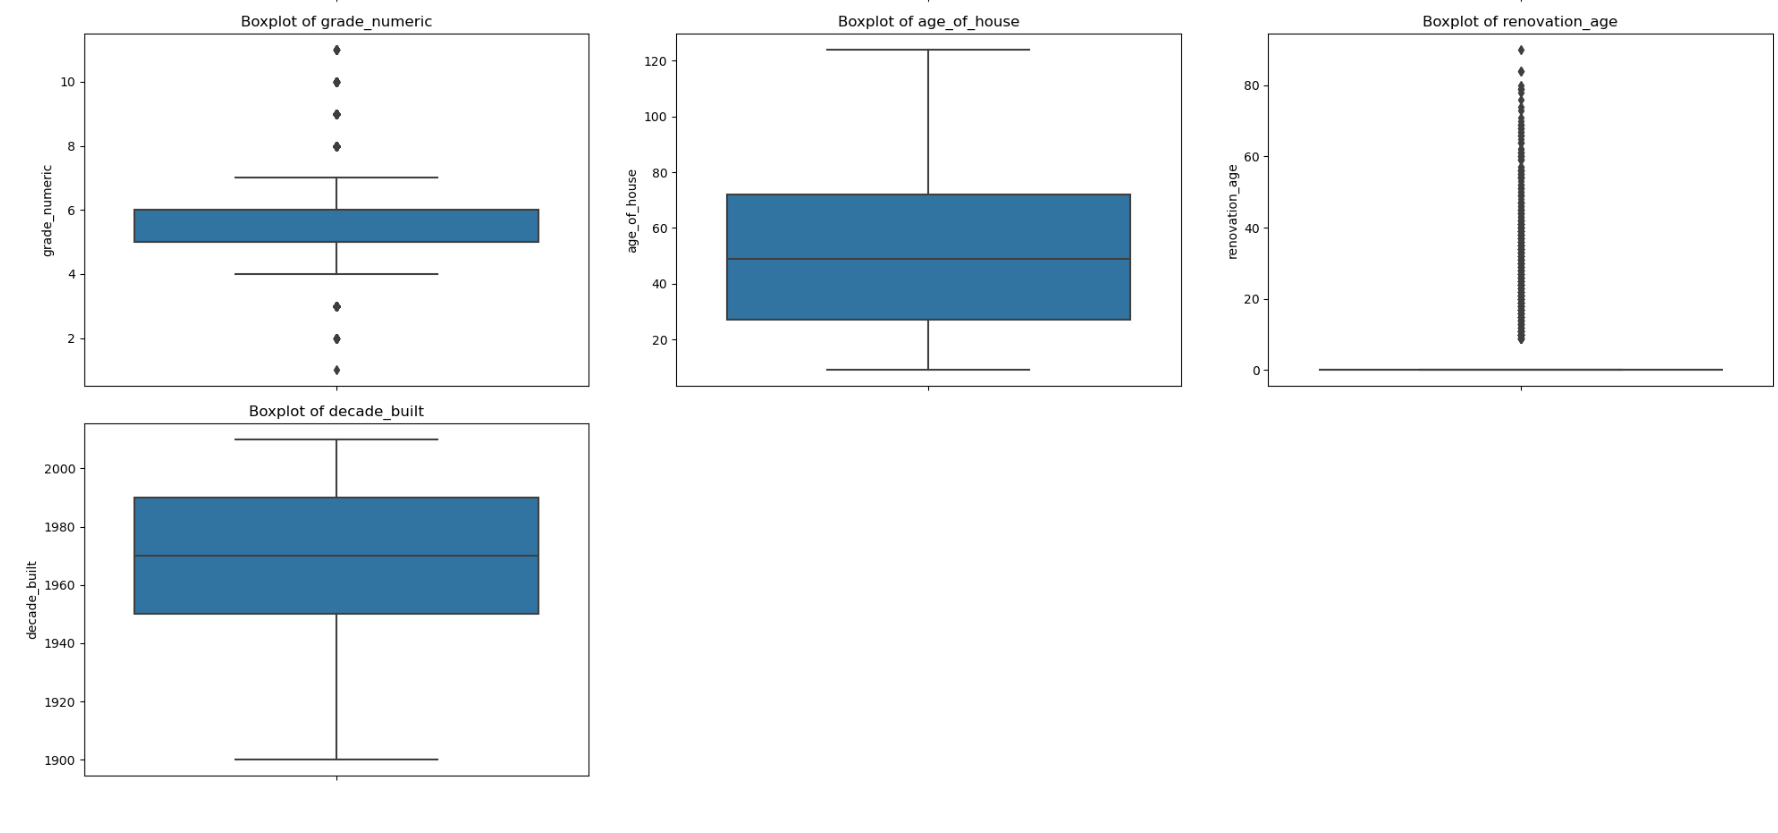 Boxplot of grade_numeric
grade_numeric
10
8
6
4
2
Boxplot of age_of_house
age_of_house
120
100
80
60
40
20
Boxplot of renovation_age
renovation_age
80
60
40
20
0
Boxplot of decade_built
decade_built
2000
1980
1960
1940
1920
1900